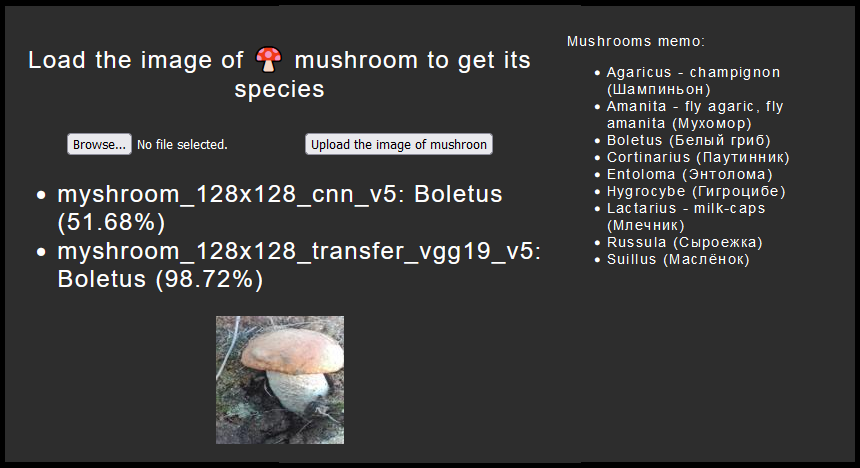 Load the image of 🍄 mushroom to get its
species
Browse... No file selected. Upload the image of mushroon
• myshroom_128x128_cnn_v5: Boletus
(51.68%)
• myshroom_128x128_transfer_vgg19_v5:
Boletus (98.72%)
Mushrooms memo:
• Agaricus - champignon
(Шампиньон)
• Amanita - fly agaric, fly
amanita (Мухомор)
• Boletus (Белый гриб)
• Cortinarius (Паутинник)
• Entoloma (Энтолома)
• Hygrocybe (Гигроцибе)
• Lactarius - milk-caps
(Млечник)
• Russula (Сыроежка)
• Suillus (Маслёнок)